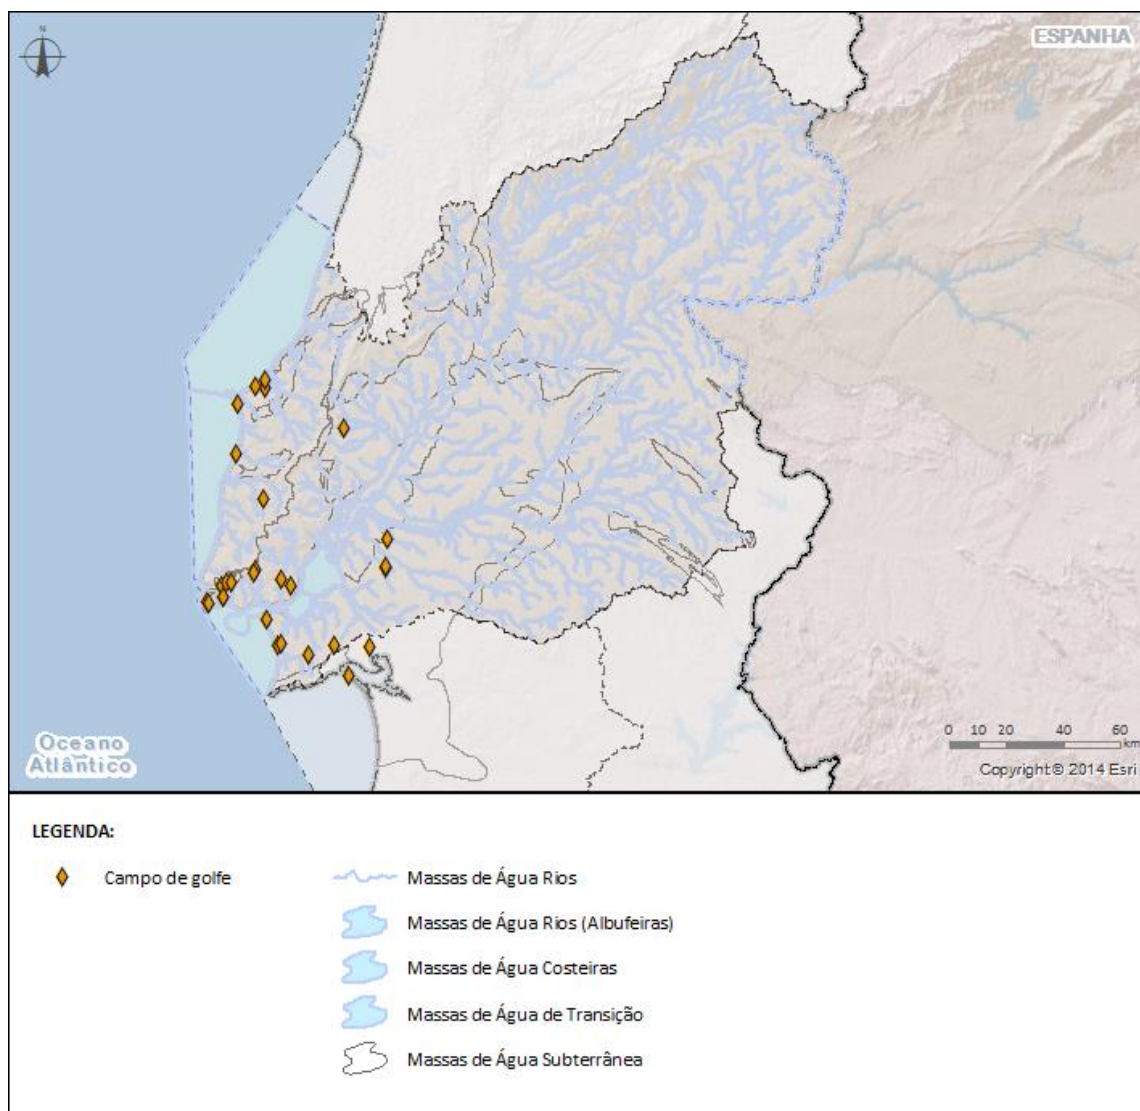 N
ESPANHA
Oceano
Atlântico
0 10 20 40 60
km
Copyright© 2014 Esri
LEGENDA:
Campo de golfe
Massas de Água Rios
Massas de Água Rios (Albufeiras)
Massas de Água Costeiras
Massas de Água de Transição
Massas de Água Subterrânea